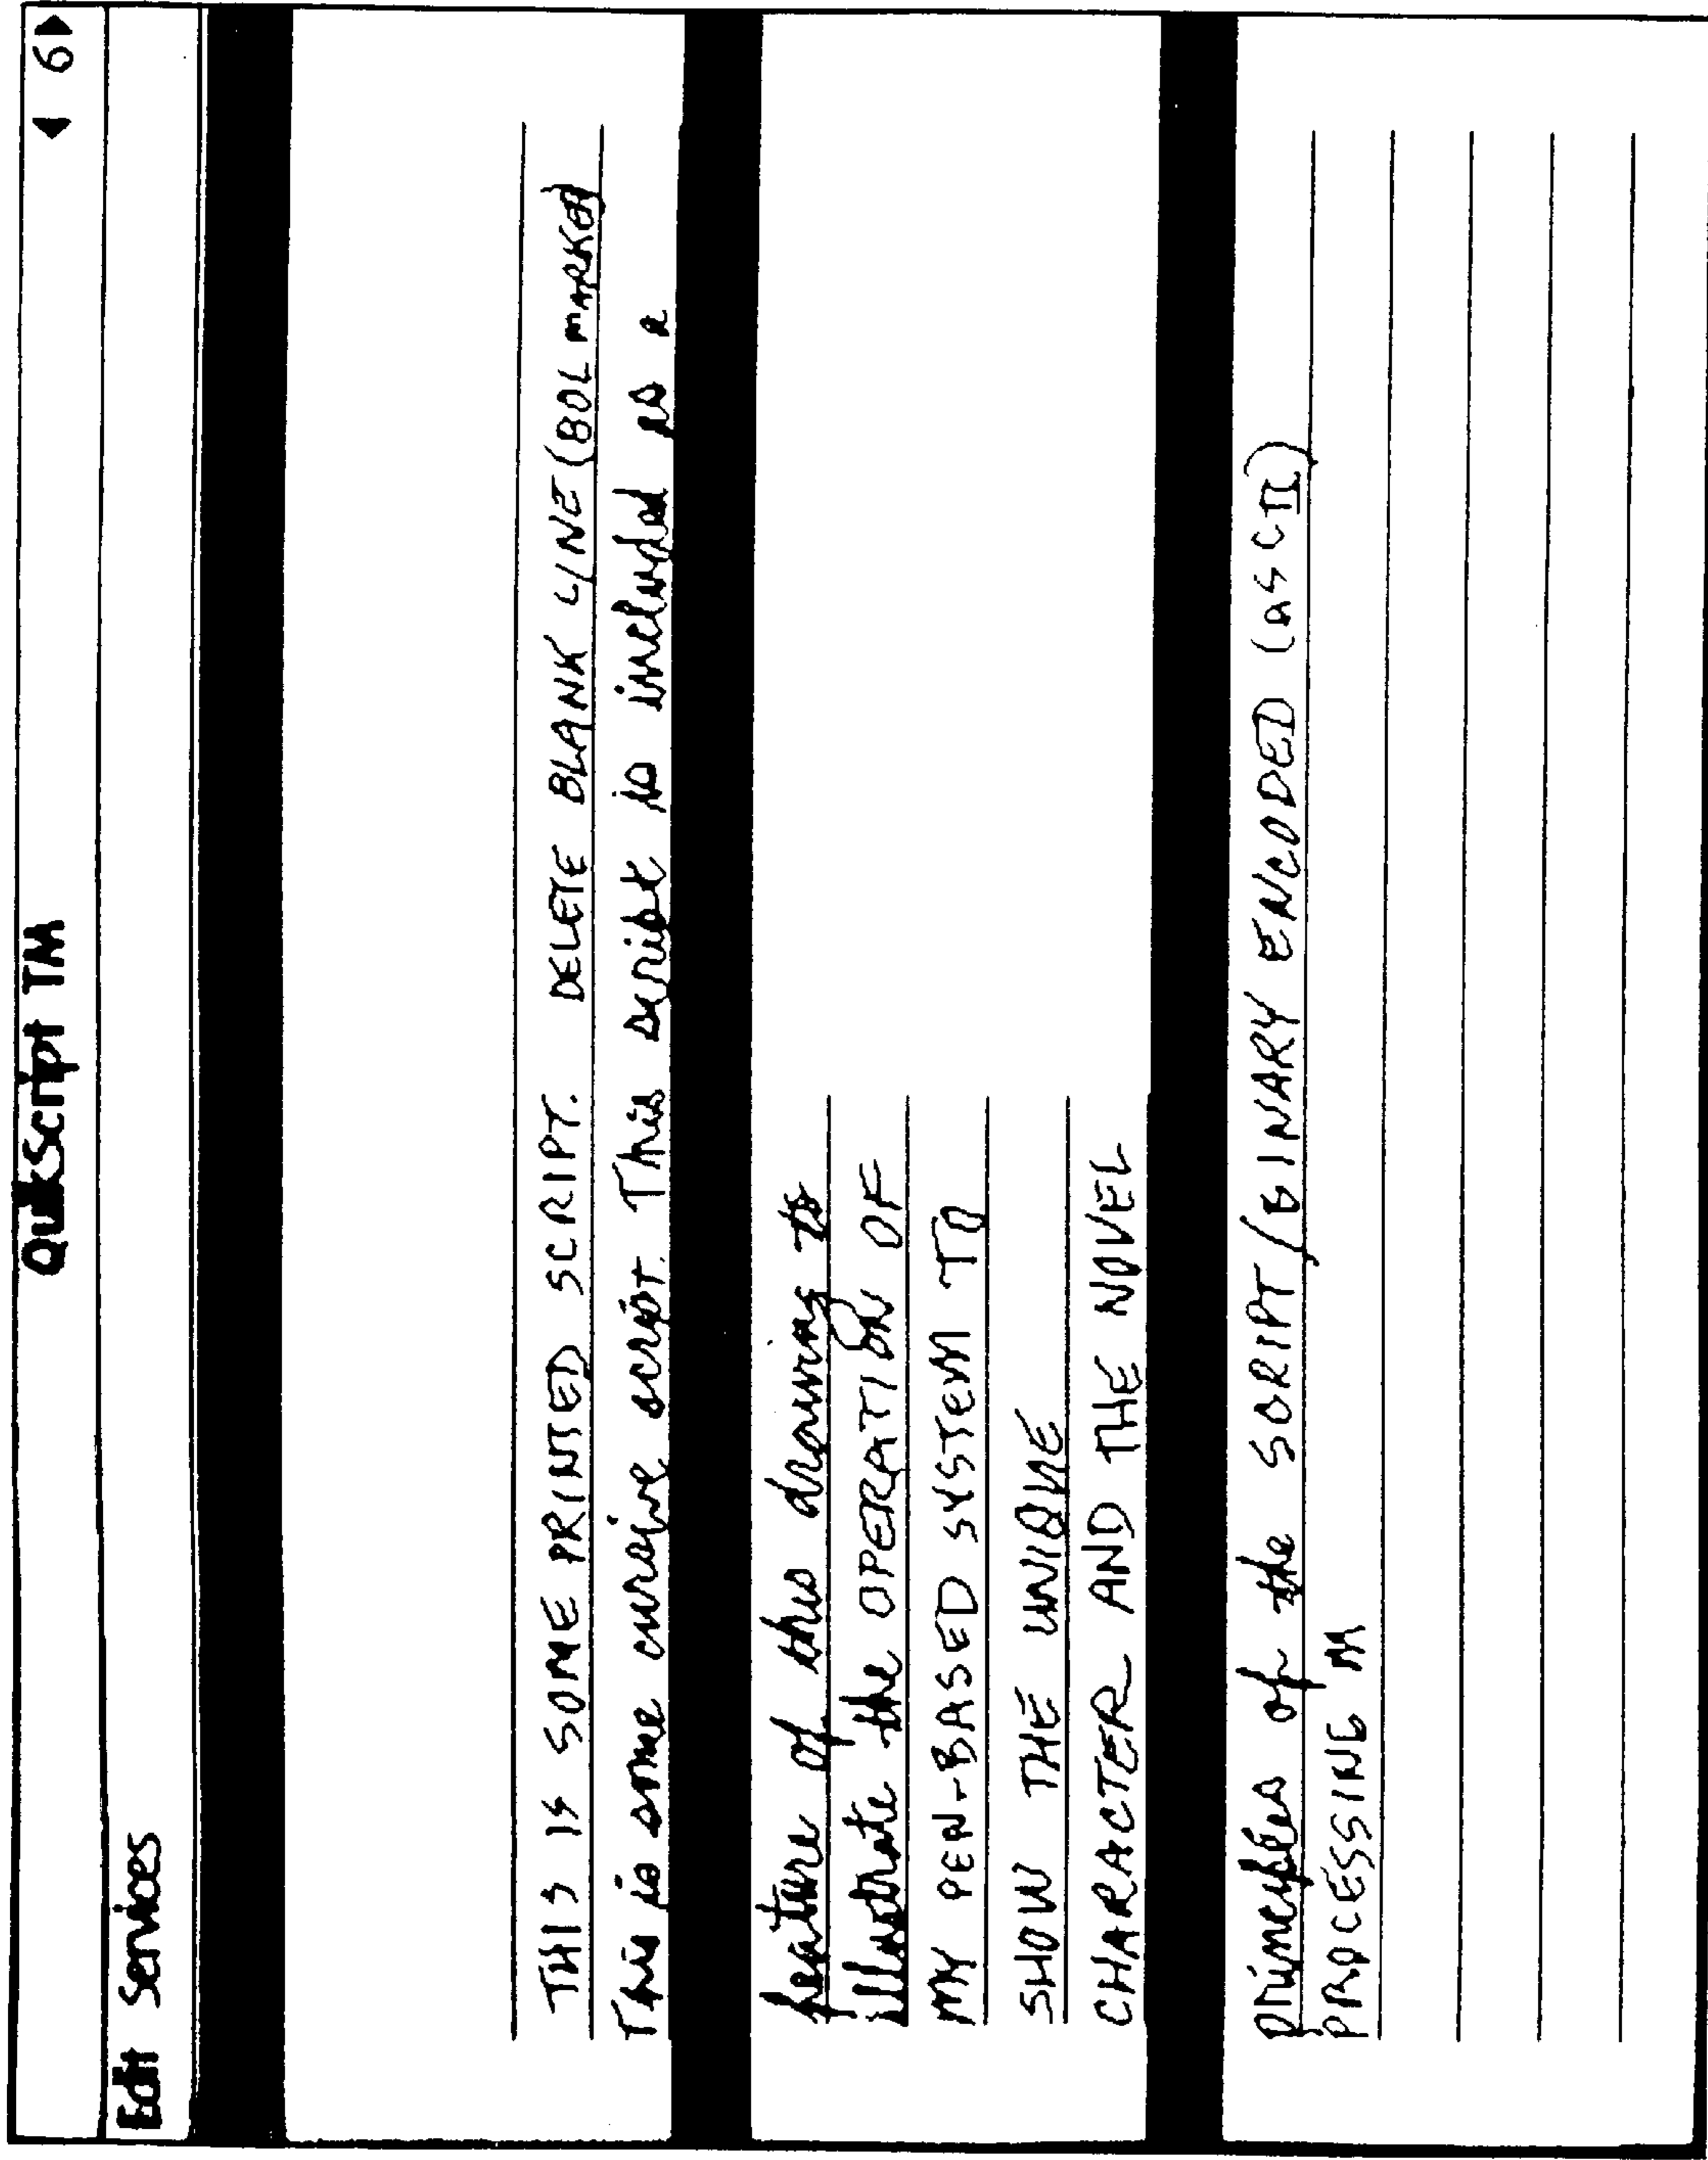 QuikScript TM
◄ 6►
Edit Services
THIS IS SOME PRINTED SCRIPT. DELETE BLANK LINE (BOL MARKED
This is some cursive script. This script is included as a
feature of this drawing to
illustrate the OPERATION OF
MY PEN-BASED SYSTEM TO
SHOW THE UNIQUE
CHARACTER AND THE NOVEL
principles of the SCRIPT/BINARY ENCODED (ASCII)
PROCESSING M